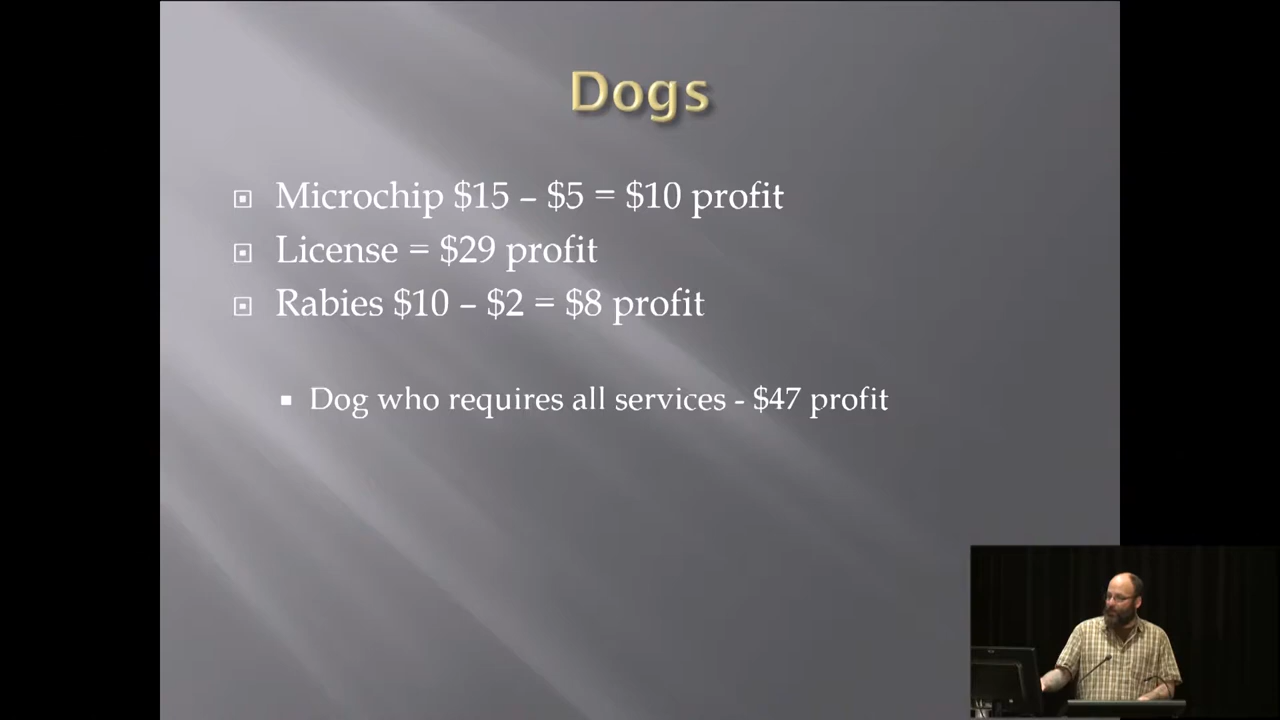 Dogs
Microchip $15 – $5 = $10 profit
License = $29 profit
Rabies $10 – $2 = $8 profit
Dog who requires all services - $47 profit